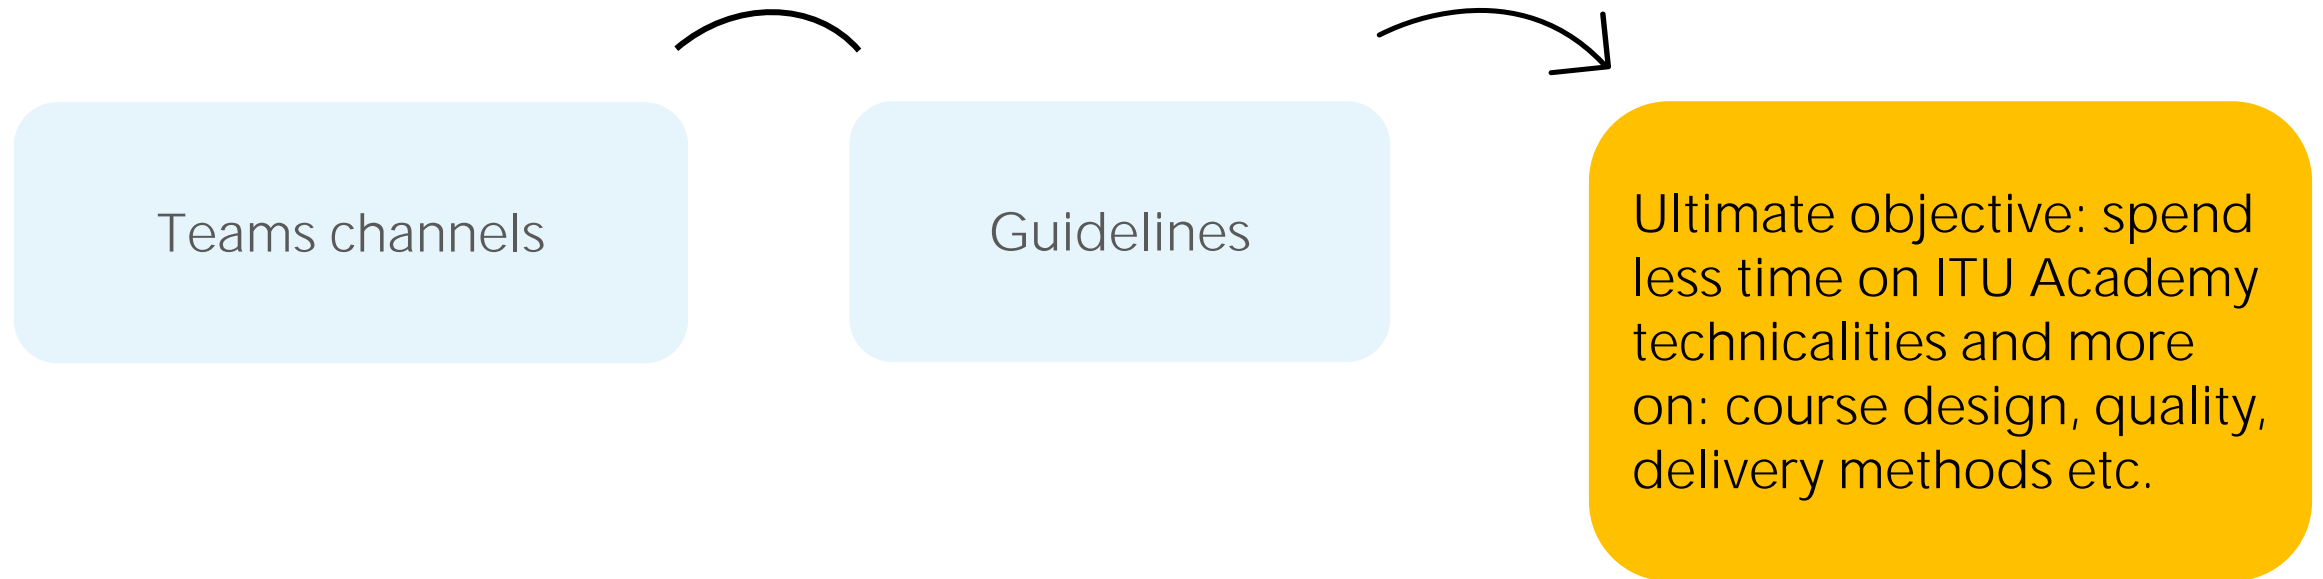 Teams channels
Guidelines
Ultimate objective: spend
less time on ITU Academy
technicalities and more
on: course design, quality,
delivery methods etc.